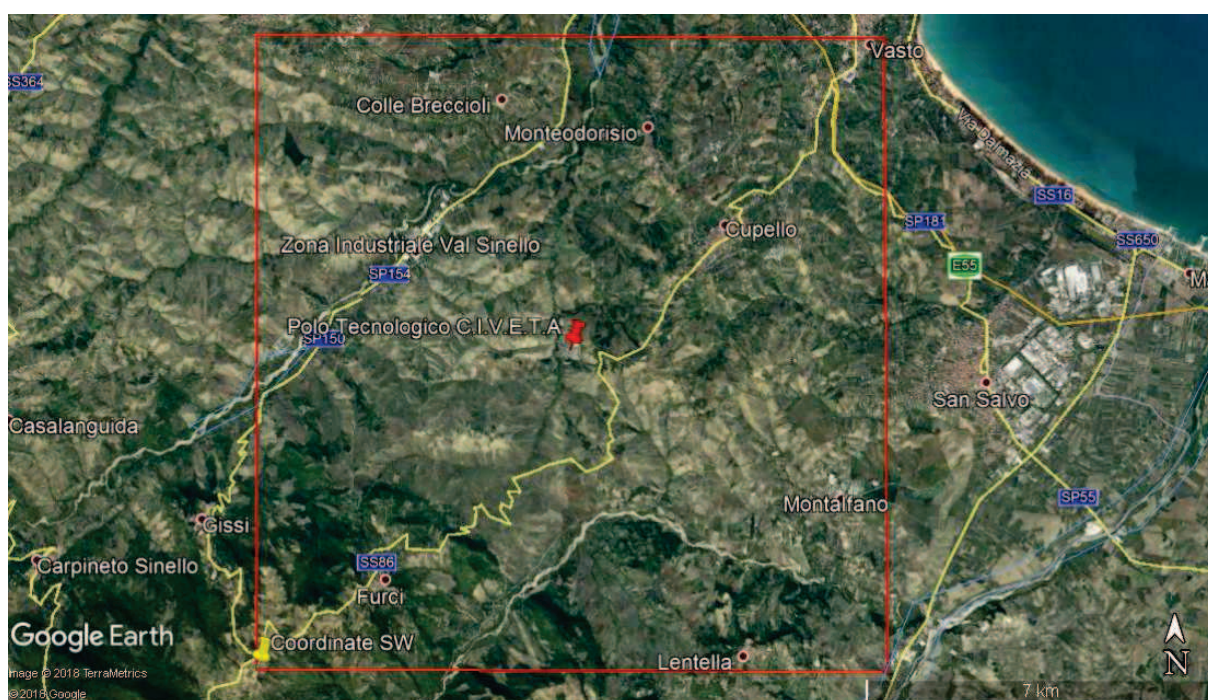 Vasto
SS364
Colle Breccioli
Monteodorisio
Via Dalmazia
SS16
Cupello
SP181
SS650
Zona Industriale Val Sinello
SP154
E55
Ma
Polo Tecnologico C.I.V.E.T.A
SP150
San Salvo
Casalanguida
Montalfano
SP55
Gissi
SS86
Carpineto Sinello
Furci
Google Earth
Coordinate SW
Lentella
N
Image © 2018 TerraMetrics
© 2018 Google
7 km